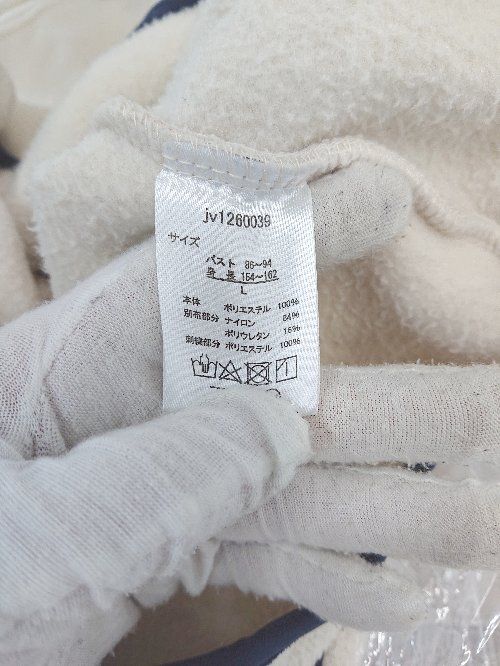 jv1260039
サイズ
バスト 86〜94
身 長 154〜162
L
本体 ポリエステル 100%
別布部分 ナイロン 84%
ポリウレタン 16%
刺繍部分 ポリエステル 100%